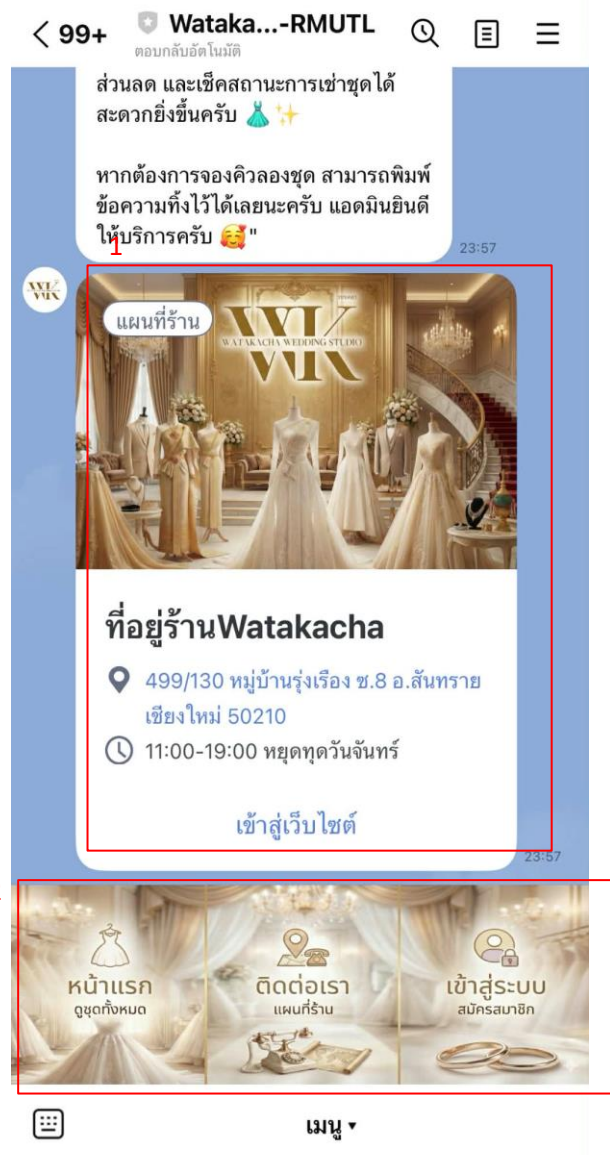 99+
Wataka...-RMUTL
ตอบกลับอัตโนมัติ
ส่วนลด และเช็คสถานะการเช่าชุดได้
สะดวกยิ่งขึ้นครับ 👗✨
หากต้องการจองคิวลองชุด สามารถพิมพ์
ข้อความทิ้งไว้ได้เลยนะครับ แอดมินยินดี
ให้บริการครับ 🥰"
23:57
1
WK
แผนที่ร้าน
WK
WATAKACHA WEDDING STUDIO
ที่อยู่ร้านWatakacha
499/130 หมู่บ้านรุ่งเรือง ซ.8 อ.สันทราย
เชียงใหม่ 50210
11:00-19:00 หยุดทุดวันจันทร์
เข้าสู่เว็บไซต์
23:57
หน้าแรก
ดูชุดทั้งหมด
ติดต่อเรา
แผนที่ร้าน
เข้าสู่ระบบ
สมัครสมาชิก
เมนู